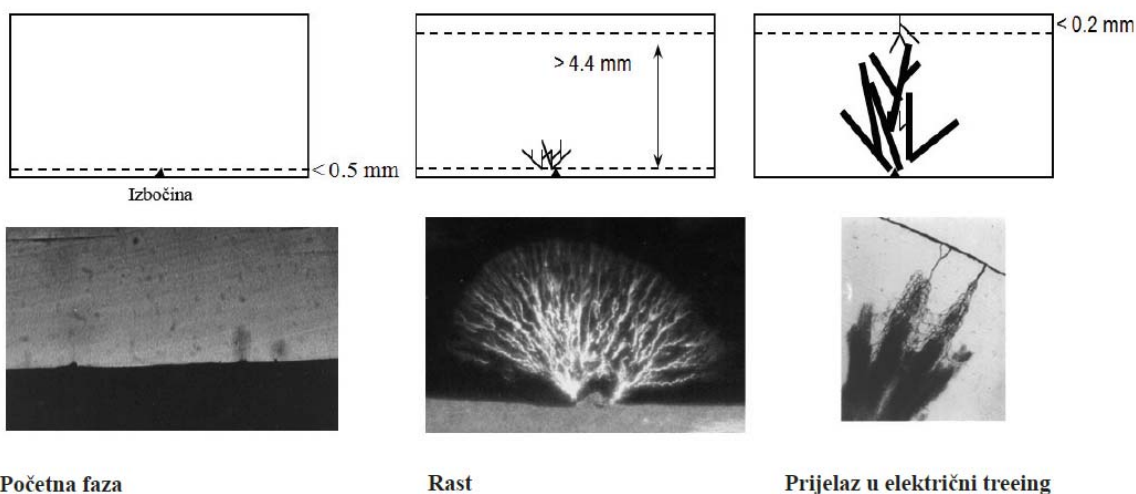 < 0.2 mm
> 4.4 mm
< 0.5 mm
Izbočina
Početna faza
Rast
Prijelaz u električni treeing